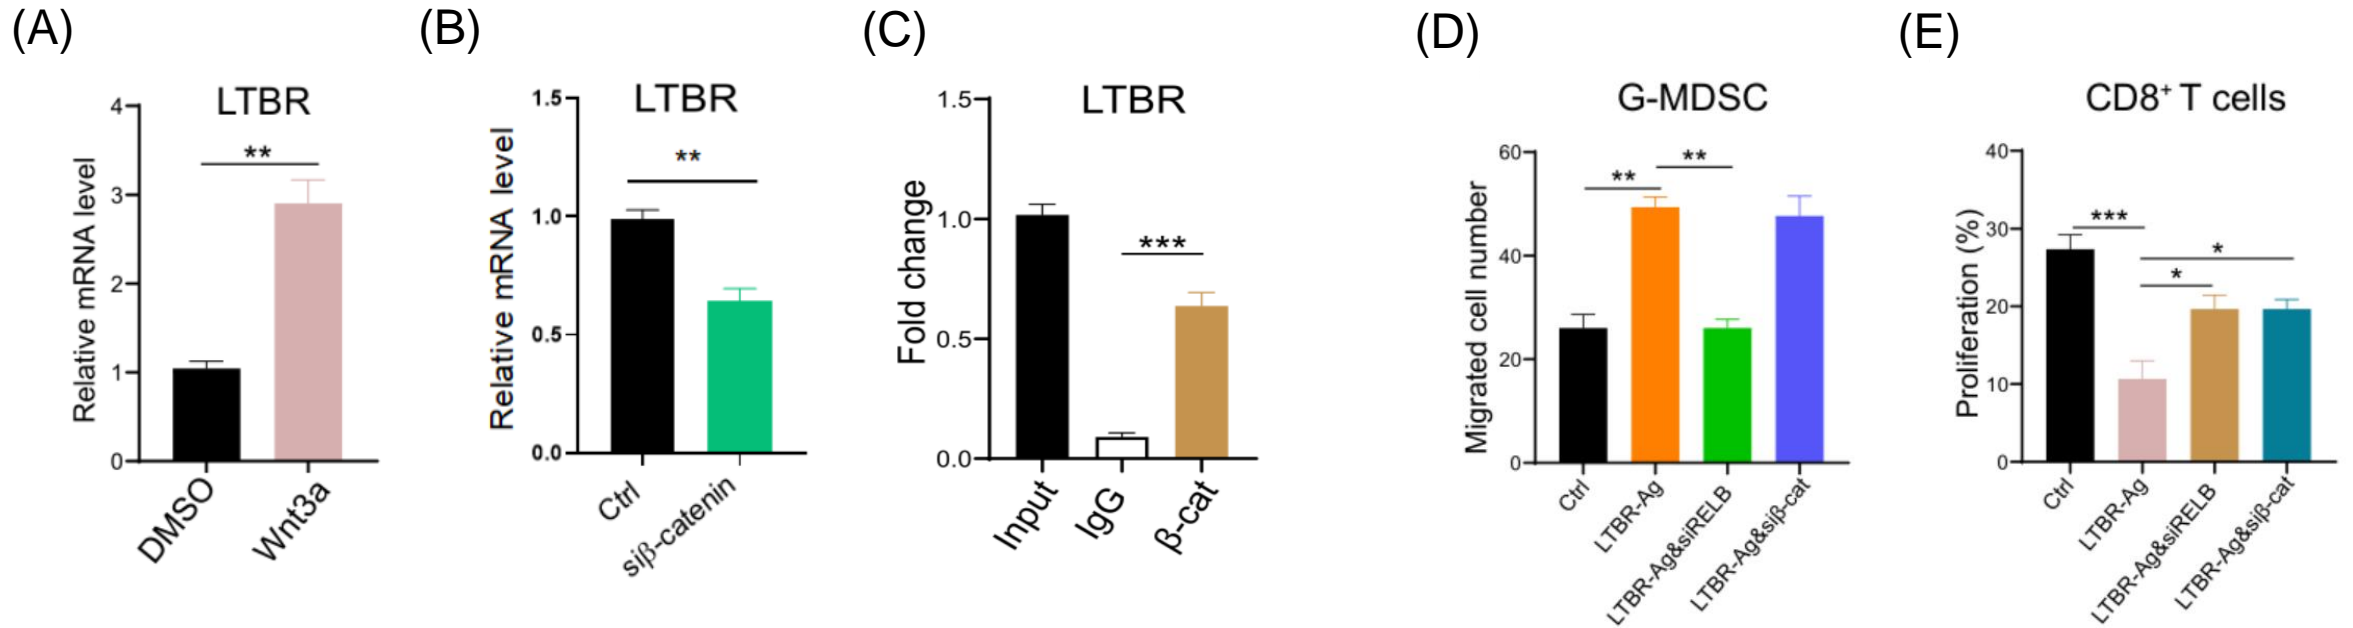 (A)
LTBR
Relative mRNA level
4
3
2
1
0
**
DMSO
Wnt3a
(B)
LTBR
Relative mRNA level
1.5
1.0
0.5
0.0
**
Ctrl
siβ-catenin
(C)
LTBR
Fold change
1.5
1.0
0.5
0.0
***
Input
IgG
β-cat
(D)
G-MDSC
Migrated cell number
60
40
20
0
**
**
Ctrl
LTBR-Ag
LTBR-Ag&siRELB
LTBR-Ag&siβ-cat
(E)
CD8⁺ T cells
Proliferation (%)
40
30
20
10
0
***
*
*
Ctrl
LTBR-Ag
LTBR-Ag&siRELB
LTBR-Ag&siβ-cat